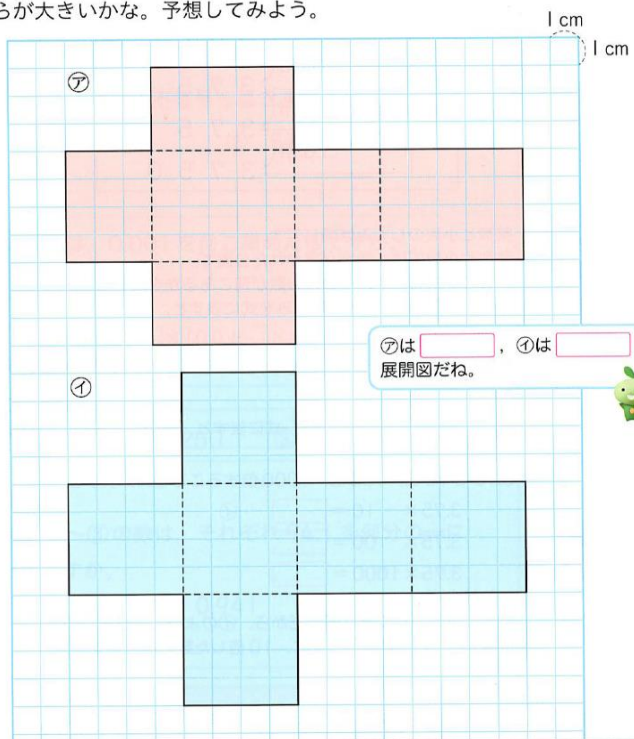 らが大きいかな。予想してみよう。
1 cm
1 cm
㋐
㋐は　　　，㋑は
展開図だね。
㋑